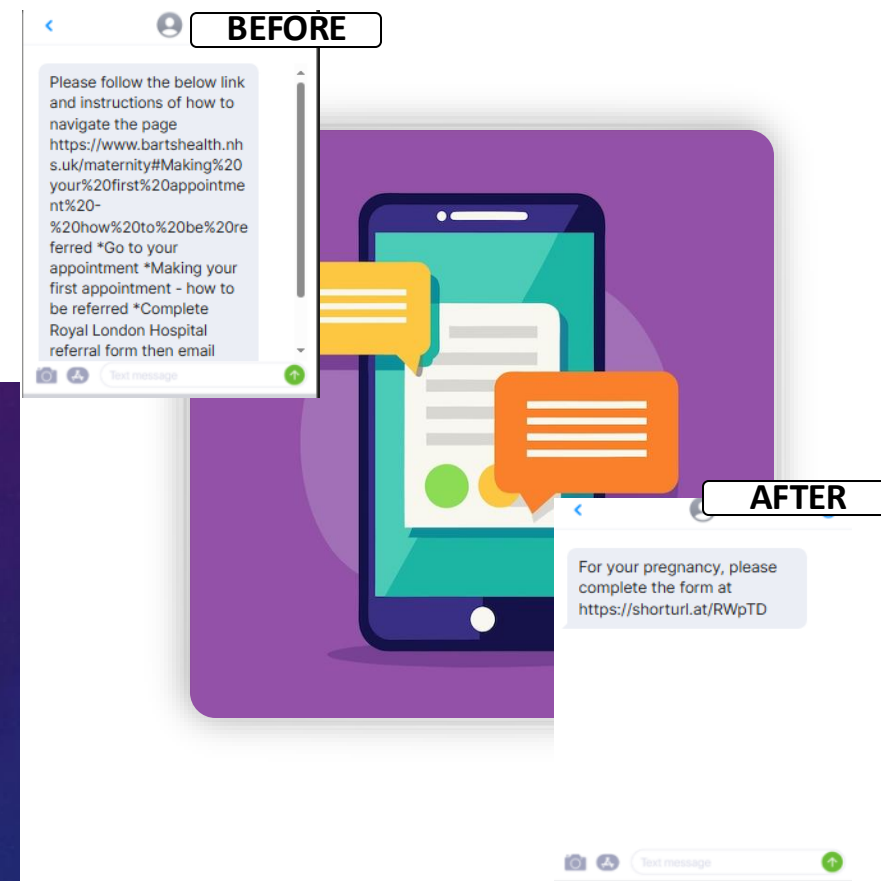 BEFORE
Please follow the below link
and instructions of how to
navigate the page
https://www.bartshealth.nh
s.uk/maternity#Making%20
your%20first%20appointme
nt%20-
%20how%20to%20be%20re
ferred *Go to your
appointment *Making your
first appointment - how to
be referred *Complete
Royal London Hospital
referral form then email
Text message
AFTER
For your pregnancy, please
complete the form at
https://shorturl.at/RWpTD
Text message